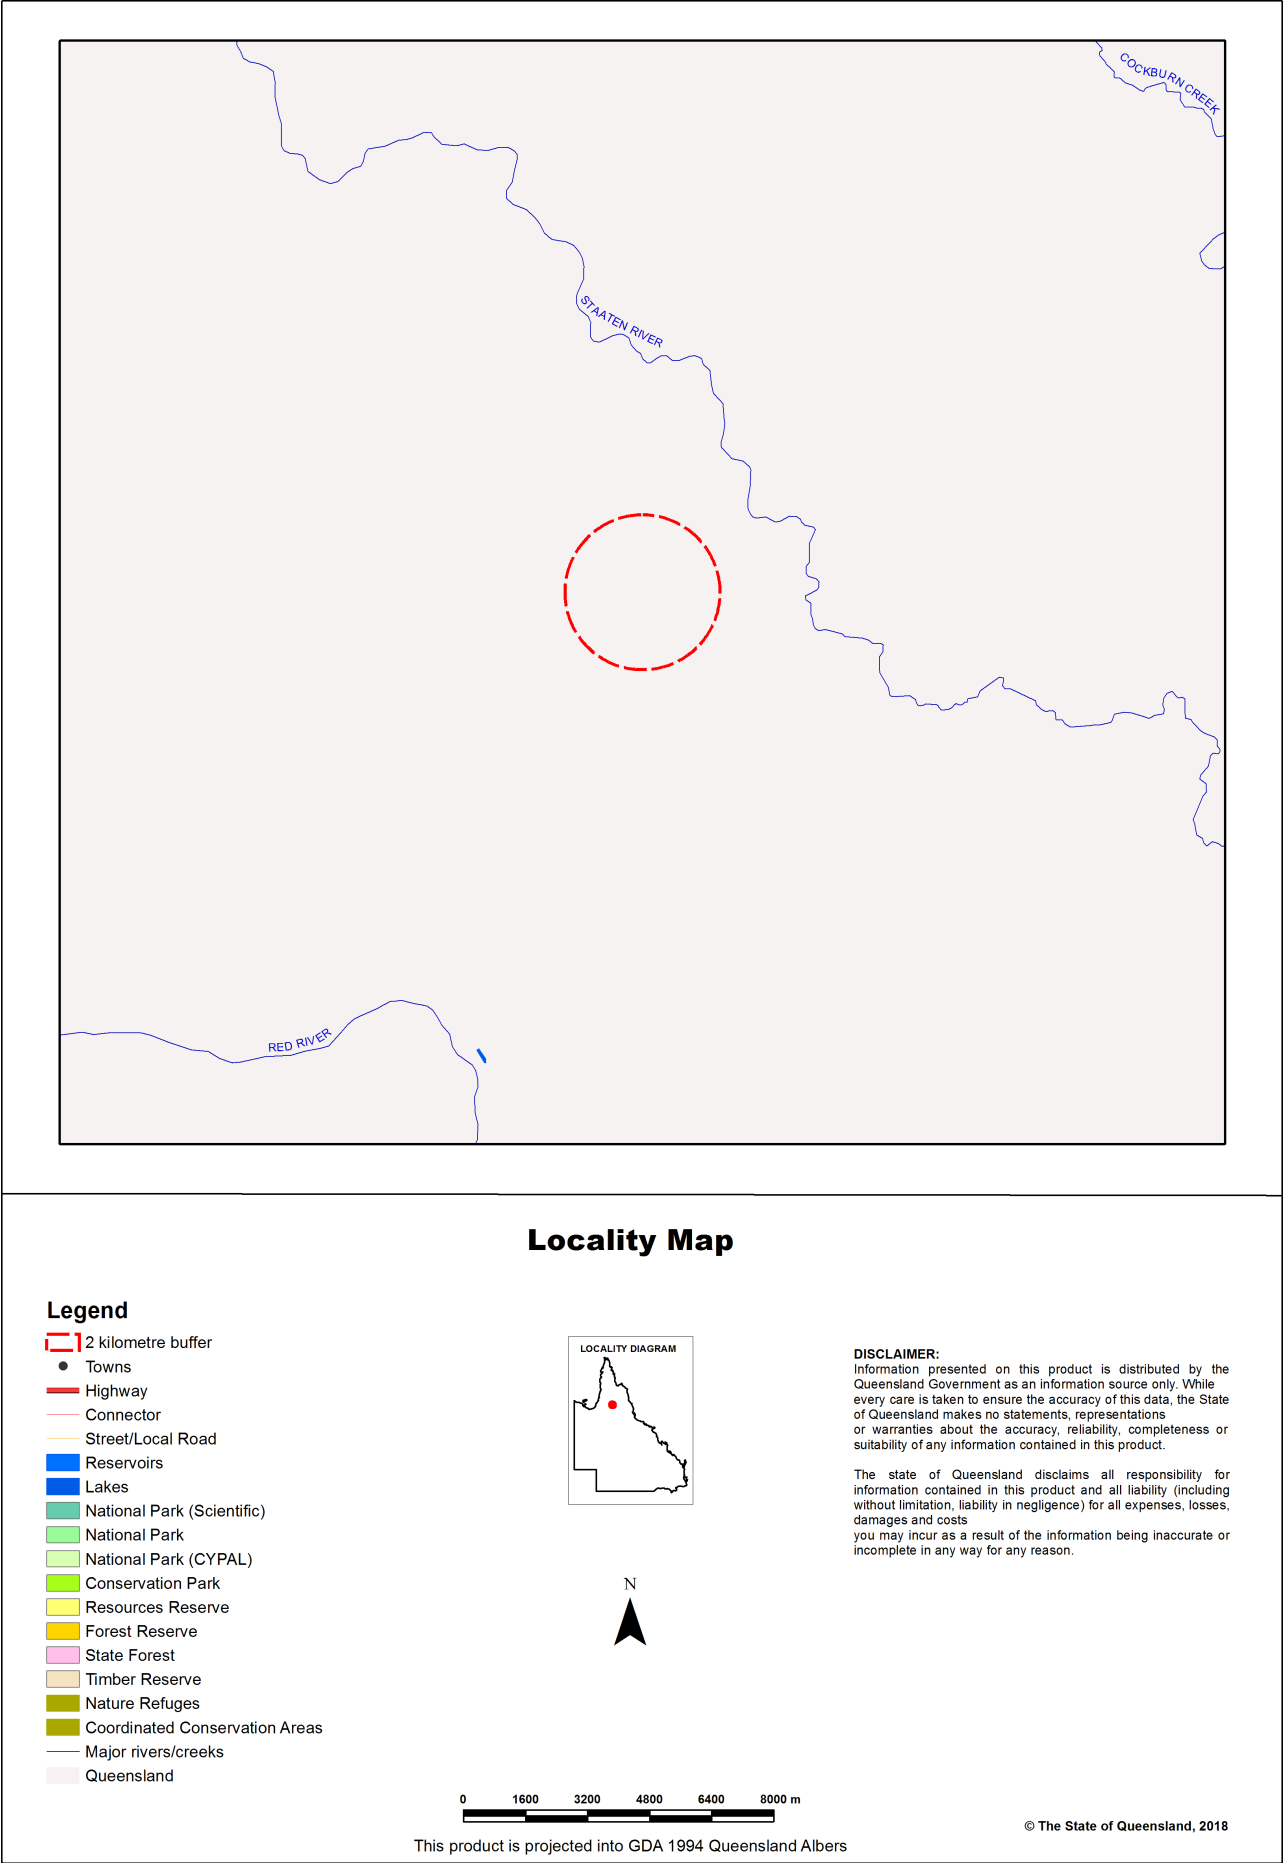 COCKBURN CREEK
STAATEN RIVER
RED RIVER
Locality Map
Legend
2 kilometre buffer
Towns
Highway
Connector
Street/Local Road
Reservoirs
Lakes
National Park (Scientific)
National Park
National Park (CYPAL)
Conservation Park
Resources Reserve
Forest Reserve
State Forest
Timber Reserve
Nature Refuges
Coordinated Conservation Areas
Major rivers/creeks
Queensland
LOCALITY DIAGRAM
N
DISCLAIMER:
Information presented on this product is distributed by the
Queensland Government as an information source only. While
every care is taken to ensure the accuracy of this data, the State
of Queensland makes no statements, representations
or warranties about the accuracy, reliability, completeness or
suitability of any information contained in this product.
The state of Queensland disclaims all responsibility for
information contained in this product and all liability (including
without limitation, liability in negligence) for all expenses, losses,
damages and costs
you may incur as a result of the information being inaccurate or
incomplete in any way for any reason.
0 1600 3200 4800 6400 8000 m
This product is projected into GDA 1994 Queensland Albers
© The State of Queensland, 2018